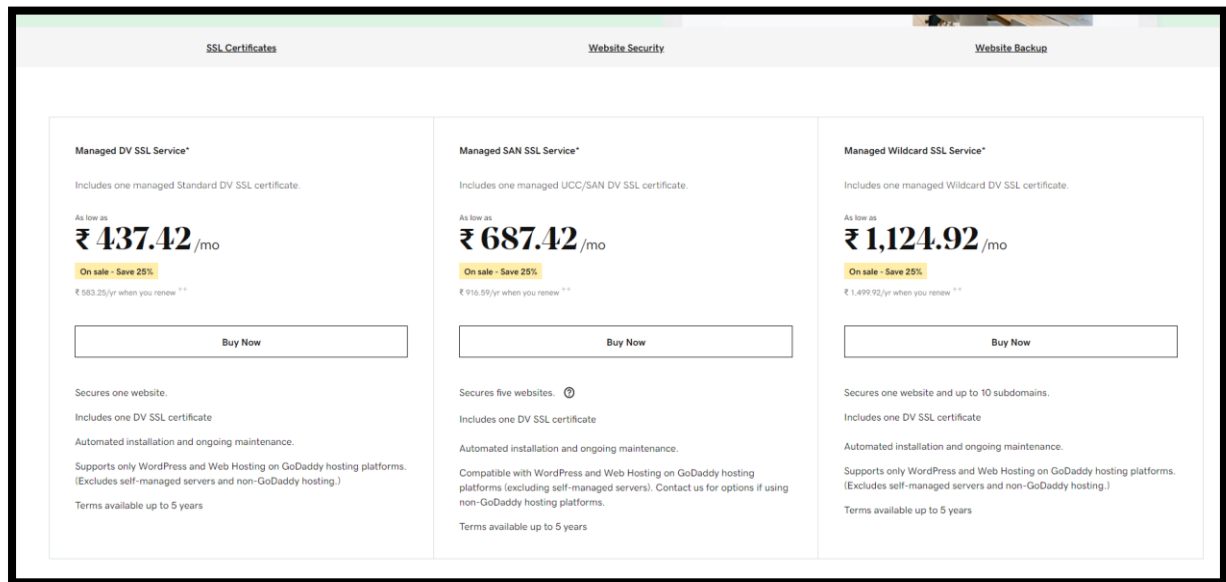 SSL Certificates
Website Security
Website Backup
Managed DV SSL Service*
Includes one managed Standard DV SSL certificate.
As low as
₹ 437.42 /mo
On sale - Save 25%
₹ 583.25/yr when you renew **
Buy Now
Secures one website.
Includes one DV SSL certificate
Automated installation and ongoing maintenance.
Supports only WordPress and Web Hosting on GoDaddy hosting platforms.
(Excludes self-managed servers and non-GoDaddy hosting.)
Terms available up to 5 years
Managed SAN SSL Service*
Includes one managed UCC/SAN DV SSL certificate.
As low as
₹ 687.42 /mo
On sale - Save 25%
₹ 916.59/yr when you renew **
Buy Now
Secures five websites. ?
Includes one DV SSL certificate
Automated installation and ongoing maintenance.
Compatible with WordPress and Web Hosting on GoDaddy hosting
platforms (excluding self-managed servers). Contact us for options if using
non-GoDaddy hosting platforms.
Terms available up to 5 years
Managed Wildcard SSL Service*
Includes one managed Wildcard DV SSL certificate.
As low as
₹ 1,124.92 /mo
On sale - Save 25%
₹ 1,499.92/yr when you renew **
Buy Now
Secures one website and up to 10 subdomains.
Includes one DV SSL certificate
Automated installation and ongoing maintenance.
Supports only WordPress and Web Hosting on GoDaddy hosting platforms.
(Excludes self-managed servers and non-GoDaddy hosting.)
Terms available up to 5 years